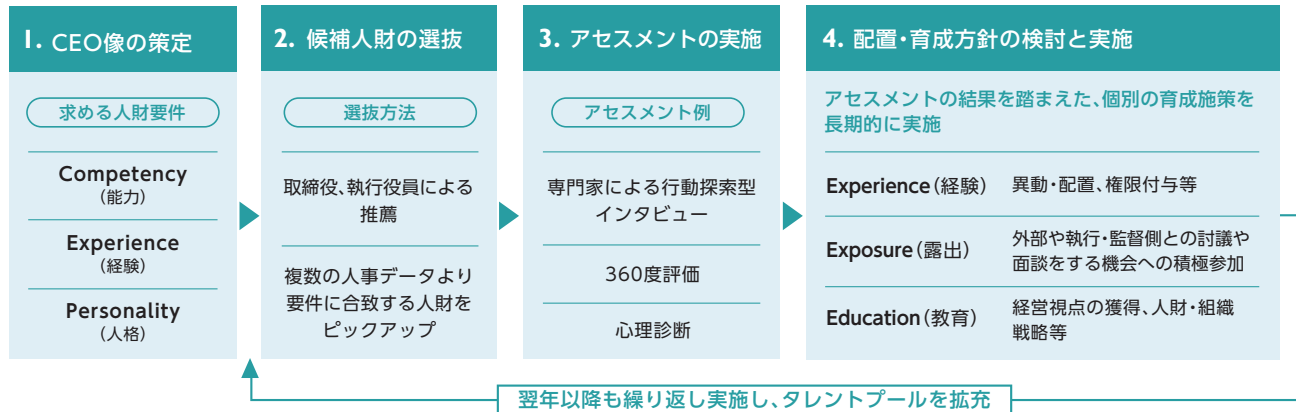 1. CEO像の策定
求める人財要件
Competency
(能力)
Experience
(経験)
Personality
(人格)
2. 候補人財の選抜
選抜方法
取締役、執行役員による
推薦
複数の人事データより
要件に合致する人財を
ピックアップ
3. アセスメントの実施
アセスメント例
専門家による行動探索型
インタビュー
360度評価
心理診断
4. 配置・育成方針の検討と実施
アセスメントの結果を踏まえた、個別の育成施策を
長期的に実施
Experience(経験) 異動・配置、権限付与等
Exposure(露出) 外部や執行・監督側との討議や
面談をする機会への積極参加
Education(教育) 経営視点の獲得、人財・組織
戦略等
翌年以降も繰り返し実施し、タレントプールを拡充